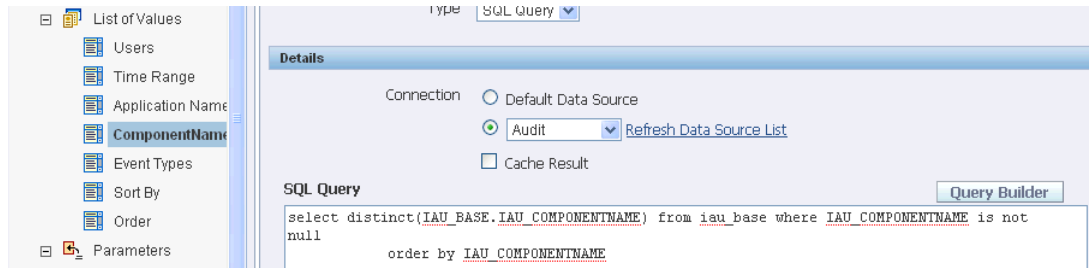 List of Values
Users
Time Range
Application Name
ComponentName
Event Types
Sort By
Order
Parameters
Type SQL Query
Details
Connection Default Data Source
Audit Refresh Data Source List
Cache Result
SQL Query Query Builder
select distinct(IAU_BASE.IAU_COMPONENTNAME) from iau_base where IAU_COMPONENTNAME is not
null
order by IAU_COMPONENTNAME